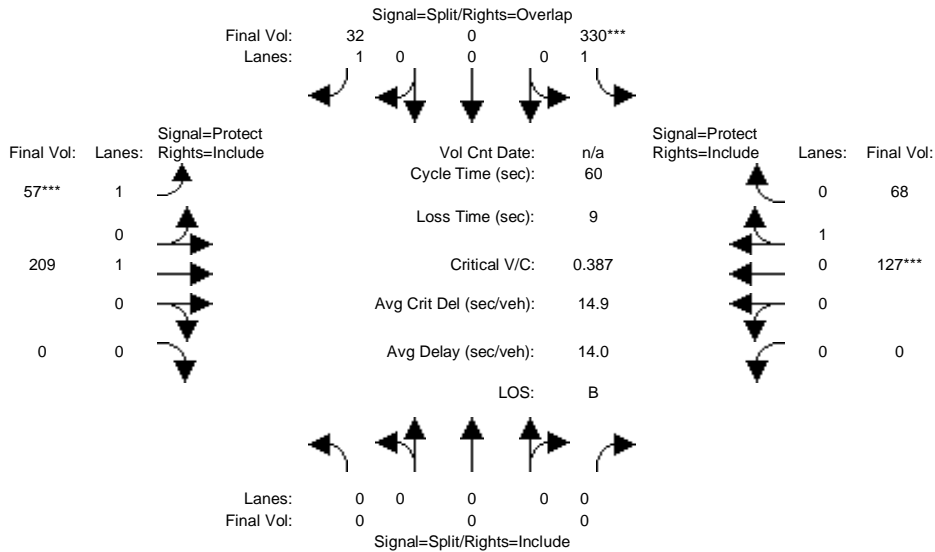 Signal=Split/Rights=Overlap
Final Vol: 32 0 330***
Lanes: 1 0 0 0 1
Signal=Protect Signal=Protect
Final Vol: Lanes: Rights=Include Vol Cnt Date: n/a Rights=Include Lanes: Final Vol:
Cycle Time (sec): 60
57*** 1 0 68
Loss Time (sec): 9
0 1
209 1 Critical V/C: 0.387 0 127***
0 Avg Crit Del (sec/veh): 14.9 0
0 0 Avg Delay (sec/veh): 14.0 0 0
LOS: B
Lanes: 0 0 0 0 0
Final Vol: 0 0 0
Signal=Split/Rights=Include